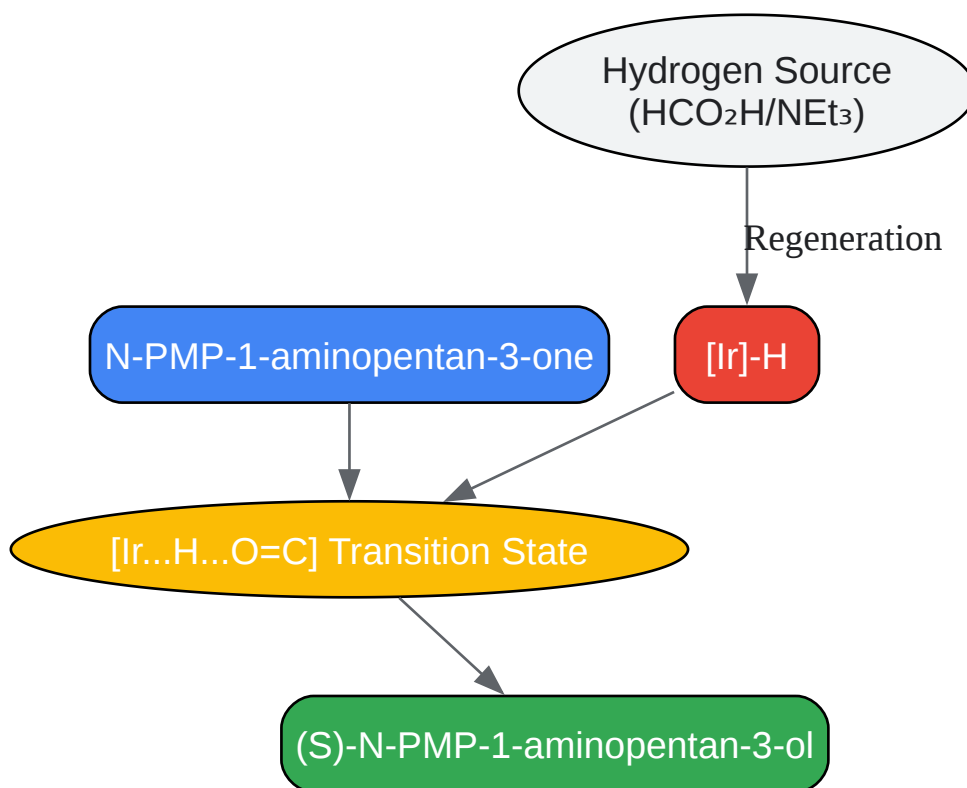 Hydrogen Source
(HCO₂H/NEt₃)
Regeneration
N-PMP-1-aminopentan-3-one
[Ir]-H
[Ir...H...O=C] Transition State
(S)-N-PMP-1-aminopentan-3-ol